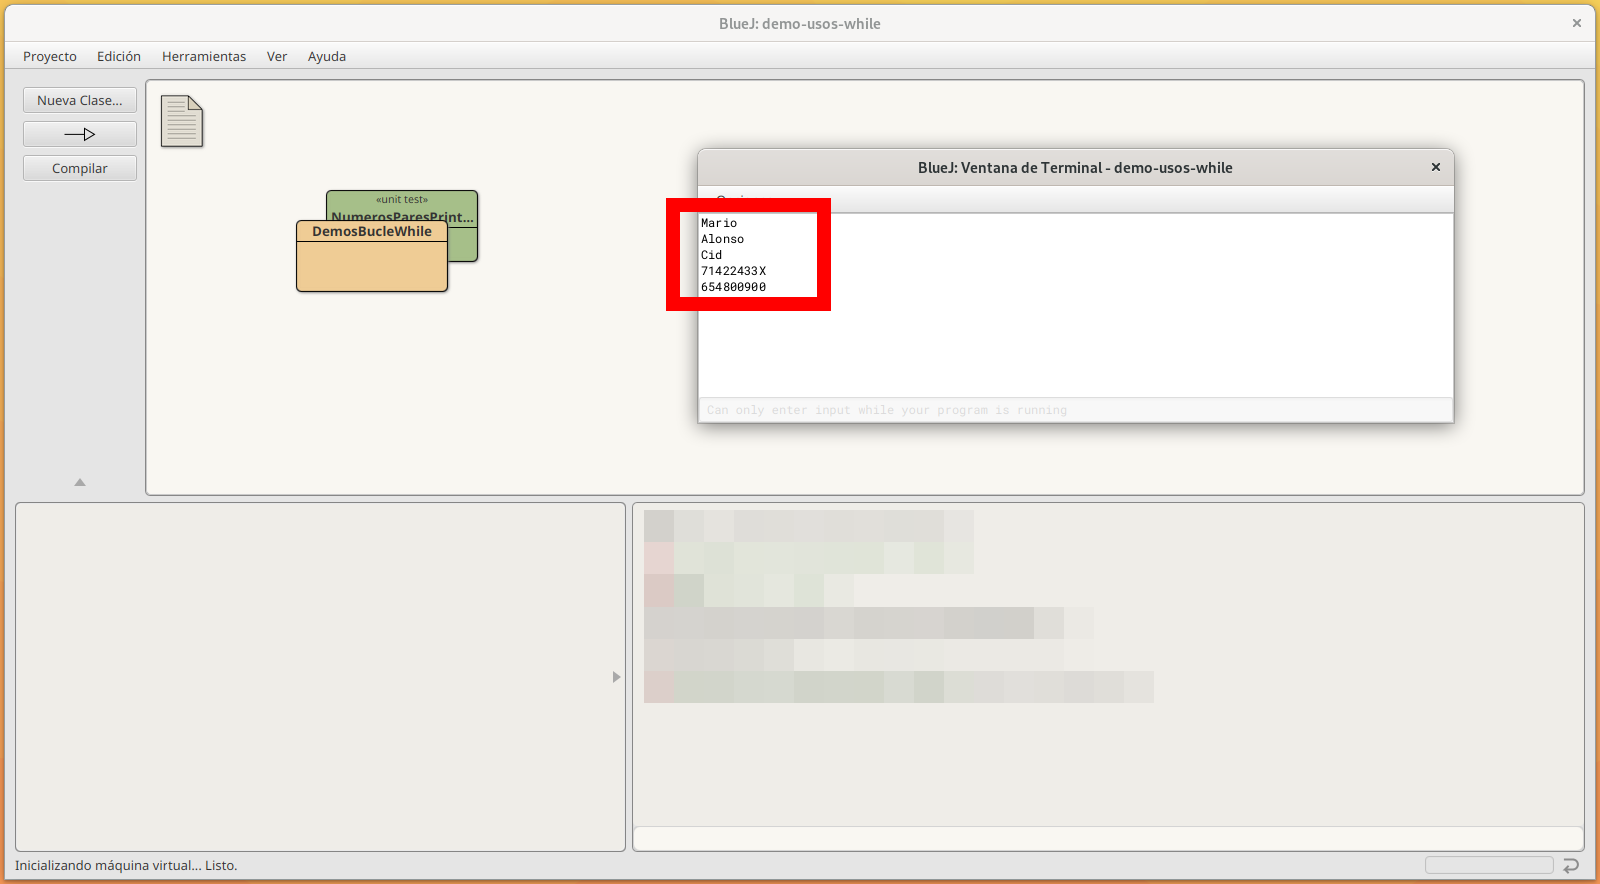 BlueJ: demo-usos-while
Proyecto Edición Herramientas Ver Ayuda
Nueva Clase...
Compilar
«unit test»
NumerosParesPrint...
DemosBucleWhile
BlueJ: Ventana de Terminal - demo-usos-while
Mario
Alonso
Cid
71422433X
654800900
Can only enter input while your program is running
Inicializando máquina virtual... Listo.